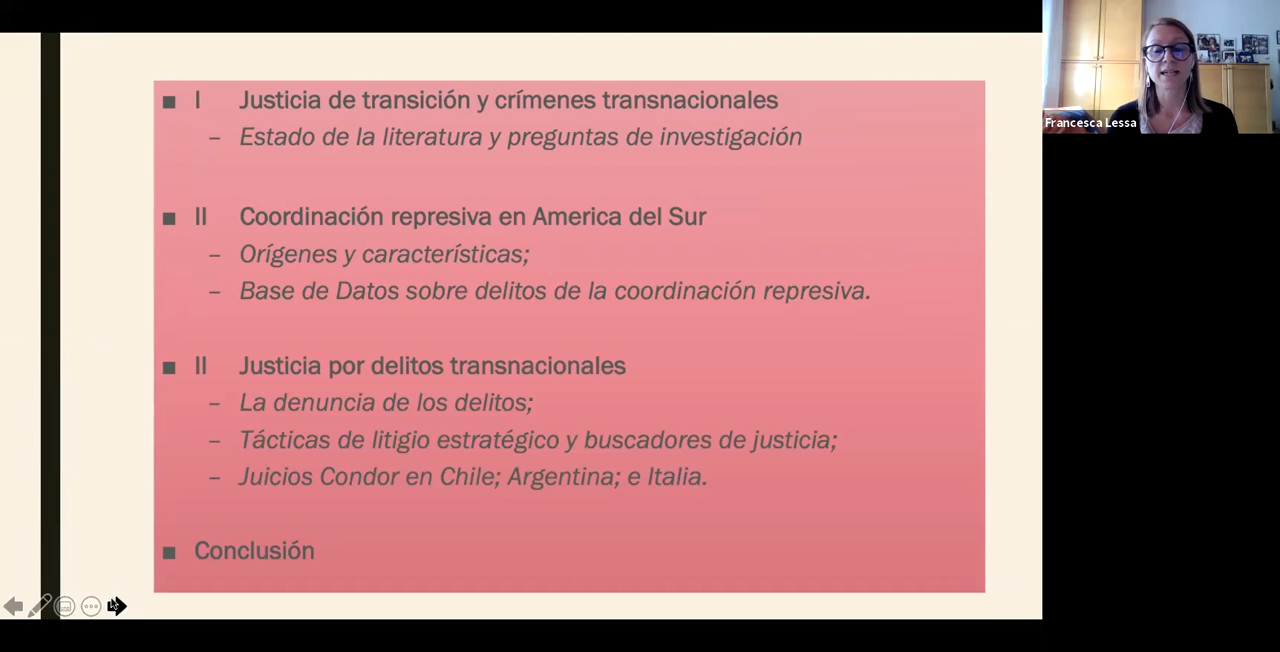 I Justicia de transición y crímenes transnacionales
– Estado de la literatura y preguntas de investigación
II Coordinación represiva en America del Sur
– Orígenes y características;
– Base de Datos sobre delitos de la coordinación represiva.
II Justicia por delitos transnacionales
– La denuncia de los delitos;
– Tácticas de litigio estratégico y buscadores de justicia;
– Juicios Condor en Chile; Argentina; e Italia.
Conclusión
Francesca Lessa